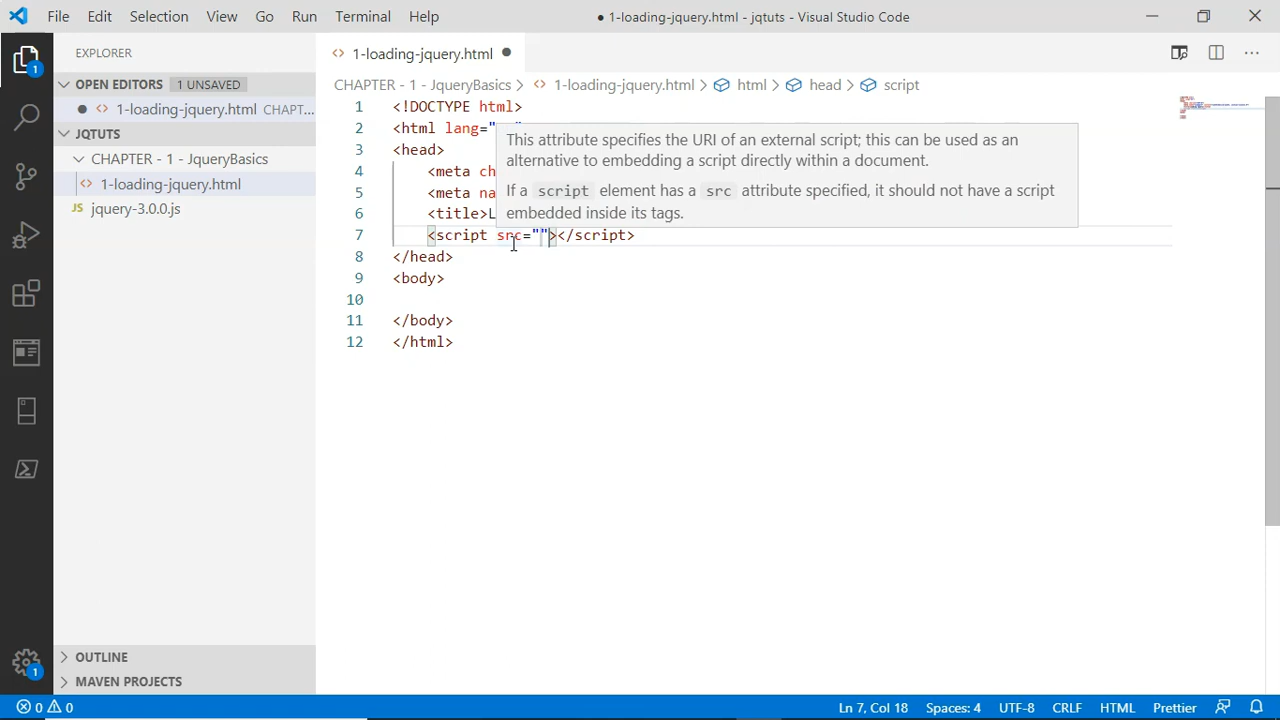 File Edit Selection View Go Run Terminal Help ● 1-loading-jquery.html - jqtuts - Visual Studio Code
EXPLORER
1-loading-jquery.html
OPEN EDITORS 1 UNSAVED
CHAPTER - 1 - JqueryBasics > 1-loading-jquery.html > html > head > script
1-loading-jquery.html CHAPT...
JQTUTS
CHAPTER - 1 - JqueryBasics
1-loading-jquery.html
JS jquery-3.0.0.js
1 <!DOCTYPE html>
2 <html lang="
3 <head>
4 <meta ch
5 <meta na
6 <title>L
7 <script src=""></script>
8 </head>
9 <body>
10
11 </body>
12 </html>
This attribute specifies the URI of an external script; this can be used as an
alternative to embedding a script directly within a document.
If a script element has a src attribute specified, it should not have a script
embedded inside its tags.
1
1
OUTLINE
MAVEN PROJECTS
0 0 Ln 7, Col 18 Spaces: 4 UTF-8 CRLF HTML Prettier